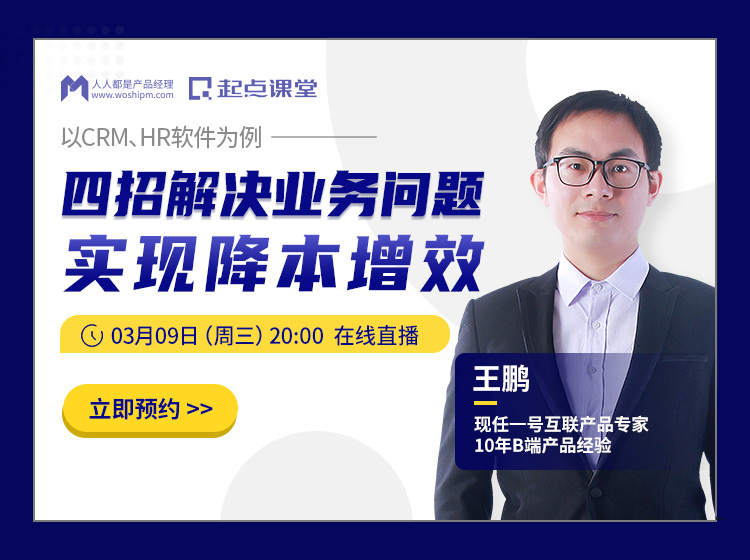 人人都是产品经理
www.woshipm.com
起点课堂
以CRM、HR软件为例
四招解决业务问题
实现降本增效
03月09日（周三）20:00 在线直播
立即预约 >>
王鹏
现任一号互联产品专家
10年B端产品经验